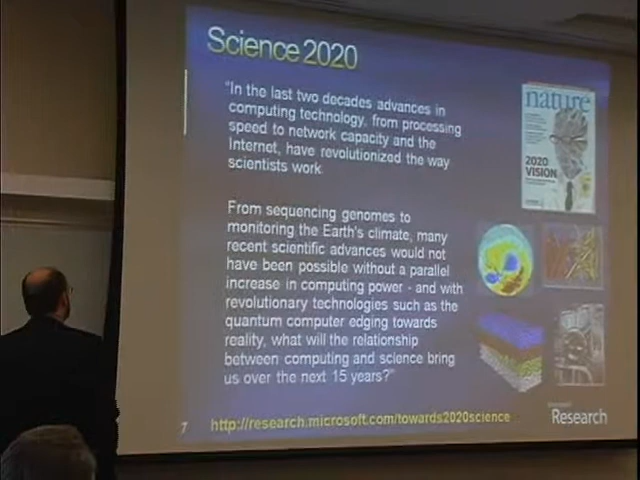 Science 2020
"In the last two decades advances in
computing technology, from processing
speed to network capacity and the
Internet, have revolutionized the way
scientists work.
From sequencing genomes to
monitoring the Earth's climate, many
recent scientific advances would not
have been possible without a parallel
increase in computing power - and with
revolutionary technologies such as the
quantum computer edging towards
reality, what will the relationship
between computing and science bring
us over the next 15 years?"
nature
2020
VISION
7
http://research.microsoft.com/towards2020science
Research